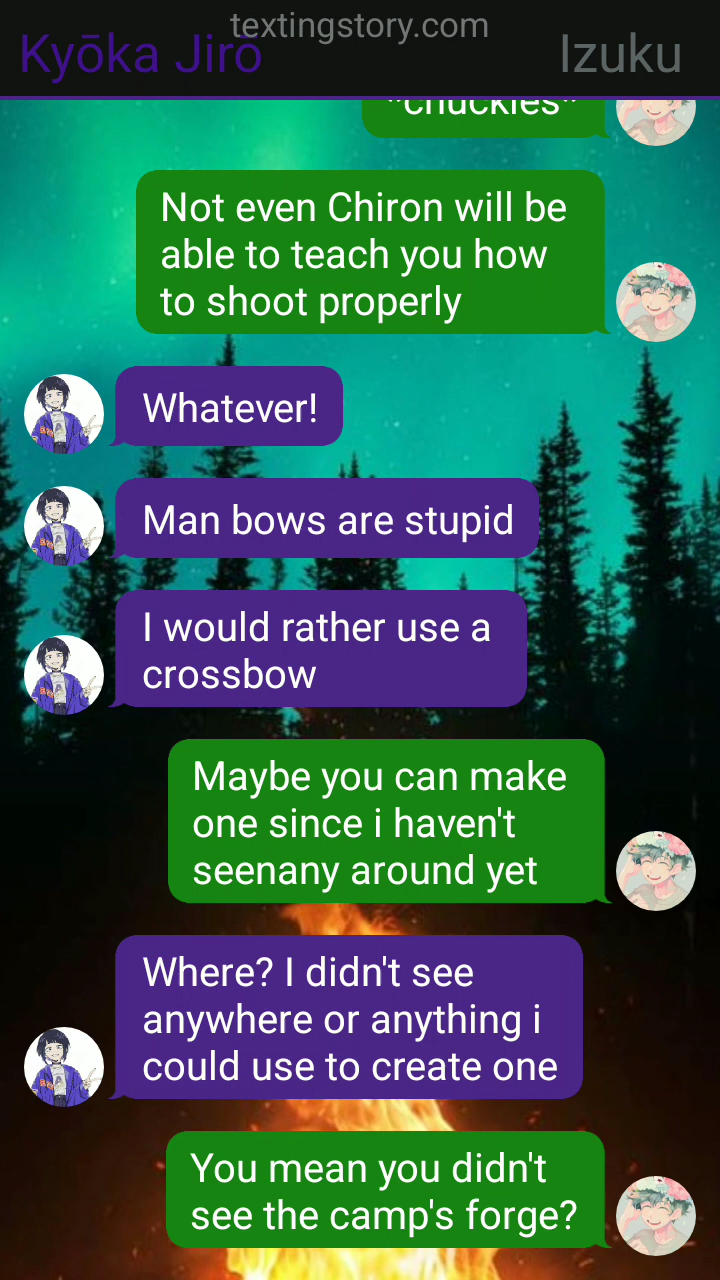 textingstory.com
Kyōka Jirō
Izuku
"chuckles"
Not even Chiron will be
able to teach you how
to shoot properly
Whatever!
Man bows are stupid
I would rather use a
crossbow
Maybe you can make
one since i haven't
seenany around yet
Where? I didn't see
anywhere or anything i
could use to create one
You mean you didn't
see the camp's forge?